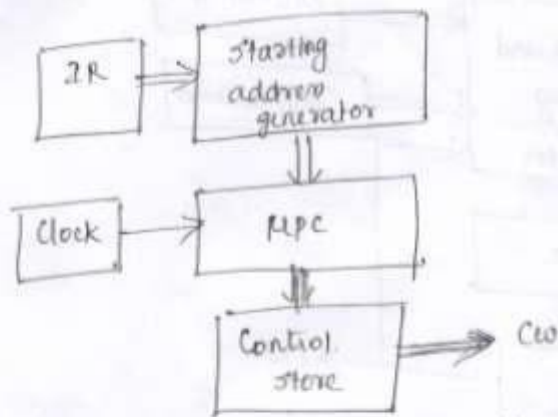 IR
starting
address
generator
Clock
μPC
Control
store
CW